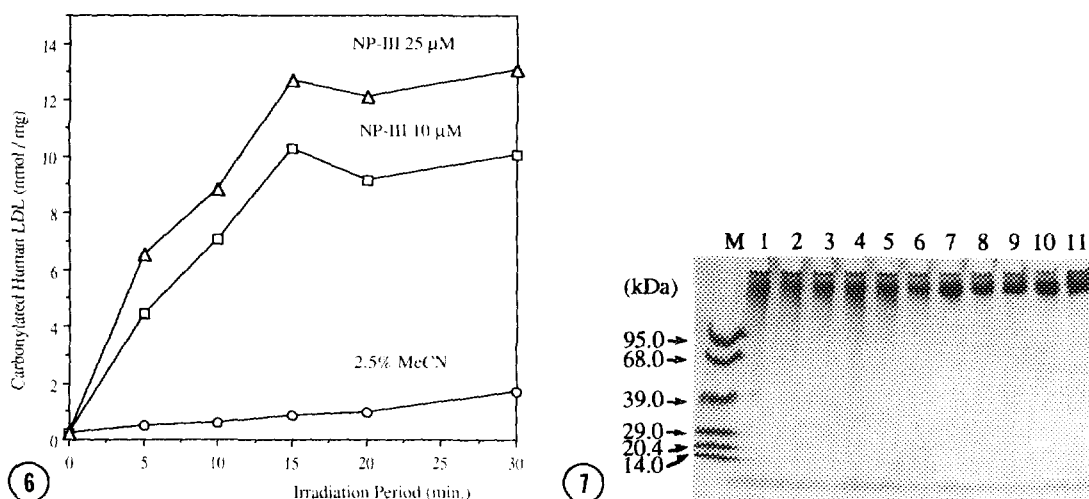 14
12
10
8
6
4
2
0
Carbonylated Human LDL (nmol / mg)
NP-III 25 µM
NP-III 10 µM
2.5% MeCN
0 5 10 15 20 30
Irradiation Period (min.)
6
M 1 2 3 4 5 6 7 8 9 10 11
(kDa)
95.0
68.0
39.0
29.0
20.4
14.0
7